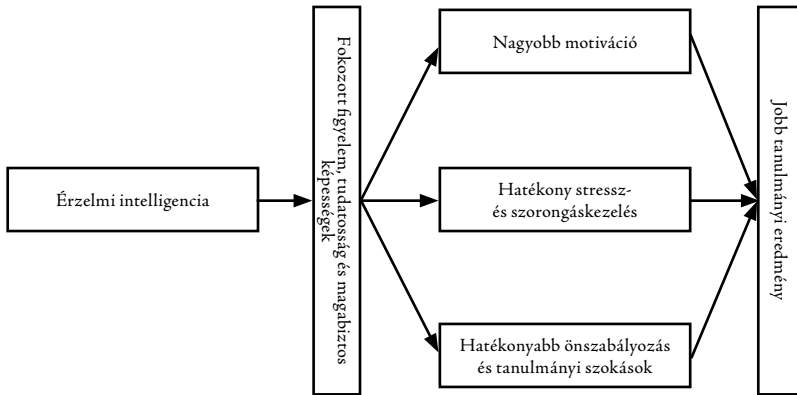 Érzelmi intelligencia
Fokozott figyelem, tudatosság és magabiztos
képességek
Nagyobb motiváció
Hatékony stressz-
és szorongáskezelés
Hatékonyabb önszabályozás
és tanulmányi szokások
Jobb tanulmányi eredmény